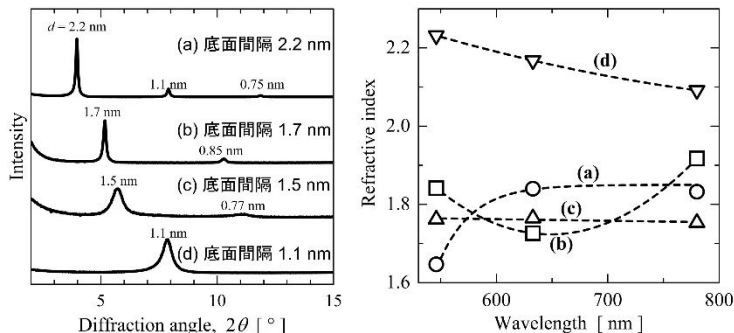 d = 2.2 nm
(a) 底面間隔 2.2 nm
1.1 nm
0.75 nm
1.7 nm
(b) 底面間隔 1.7 nm
0.85 nm
1.5 nm
(c) 底面間隔 1.5 nm
0.77 nm
1.1 nm
(d) 底面間隔 1.1 nm
Intensity
5 10 15
Diffraction angle, 2θ [ ° ]
2.2
2.0
1.8
1.6
(d)
(a)
(c)
(b)
Refractive index
600 700 800
Wavelength [ nm ]